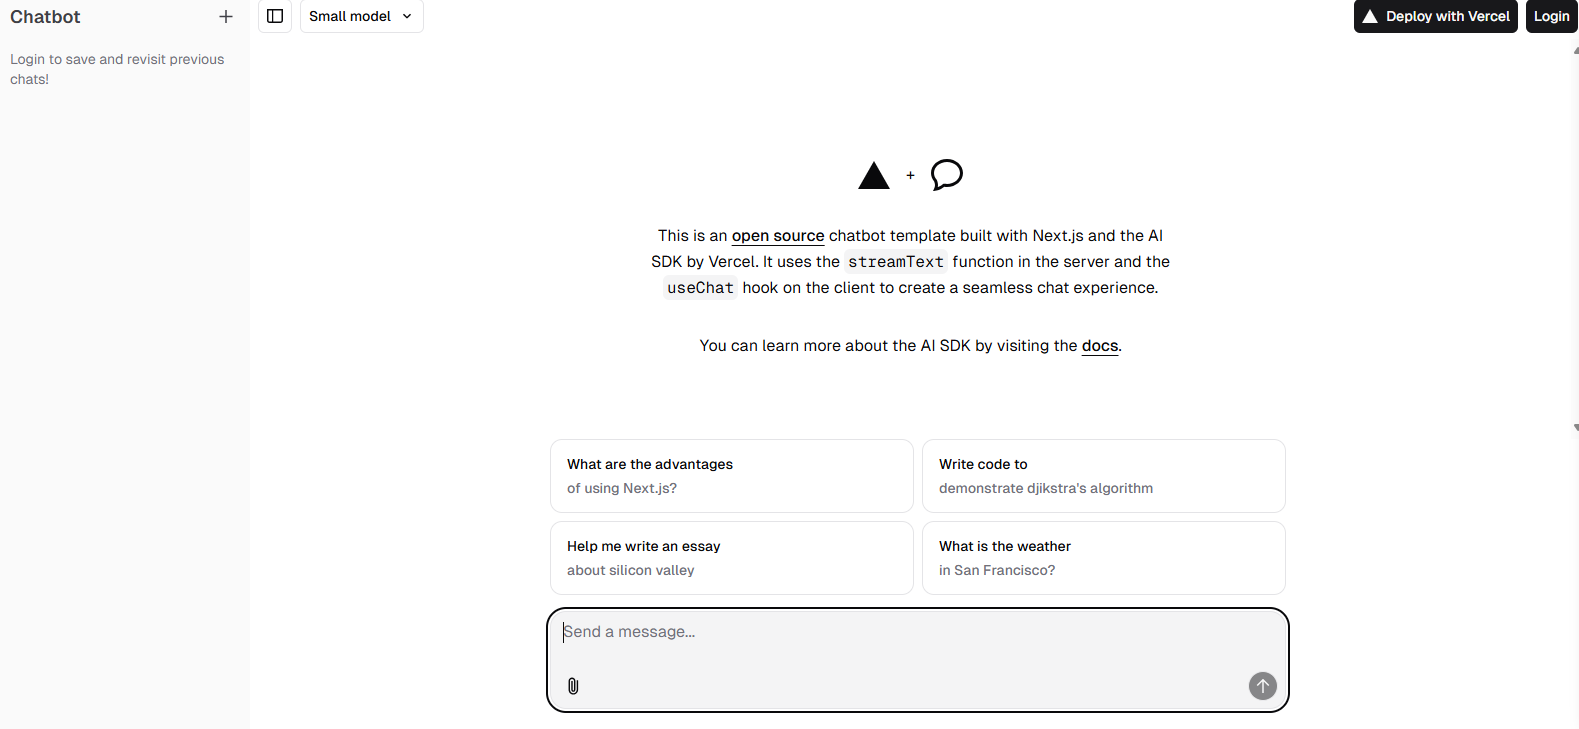 Chatbot
Login to save and revisit previous
chats!
Small model
Deploy with Vercel
Login
+
This is an open source chatbot template built with Next.js and the AI
SDK by Vercel. It uses the streamText function in the server and the
useChat hook on the client to create a seamless chat experience.
You can learn more about the AI SDK by visiting the docs.
What are the advantages
of using Next.js?
Write code to
demonstrate djikstra's algorithm
Help me write an essay
about silicon valley
What is the weather
in San Francisco?
Send a message...